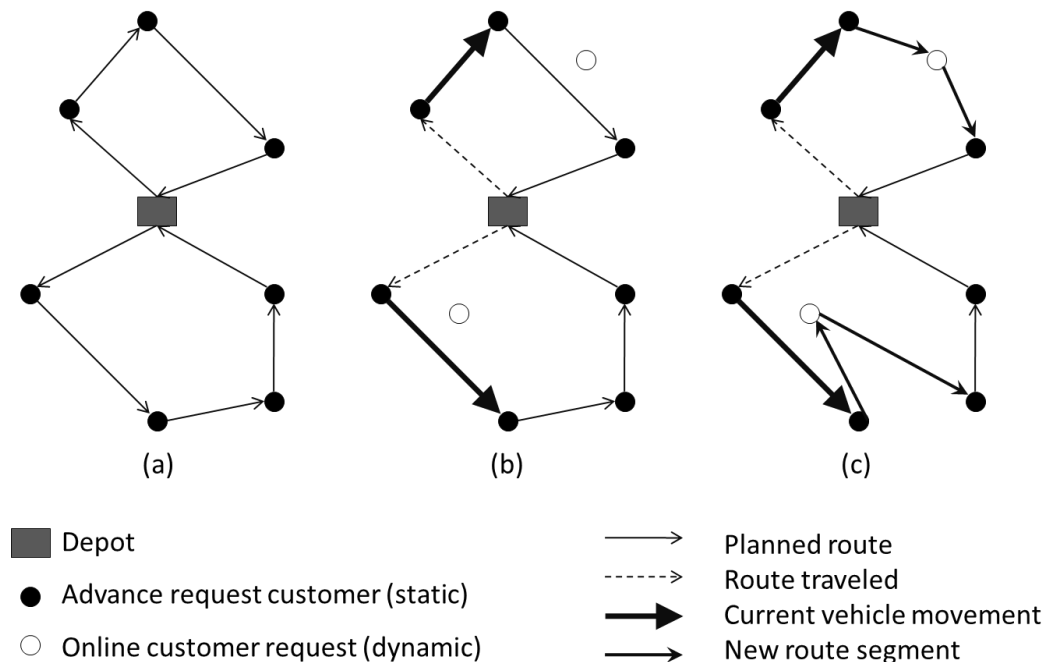 (a)
(b)
(c)
Depot
Advance request customer (static)
Online customer request (dynamic)
Planned route
Route traveled
Current vehicle movement
New route segment